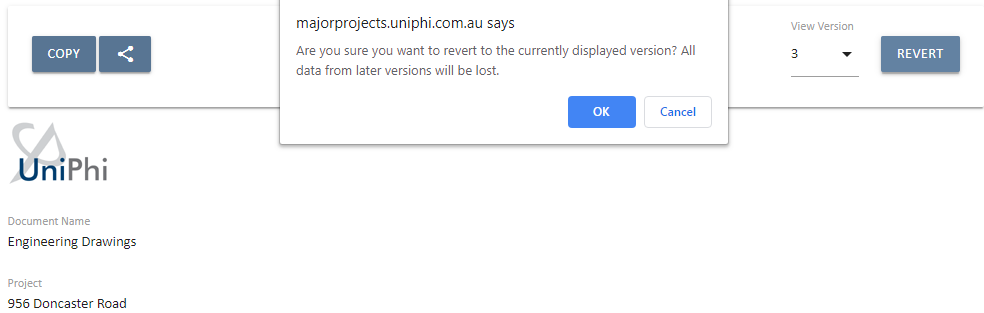 majorprojects.uniphi.com.au says
Are you sure you want to revert to the currently displayed version? All
data from later versions will be lost.
OK
Cancel
COPY
View Version
3
REVERT
UniPhi
Document Name
Engineering Drawings
Project
956 Doncaster Road